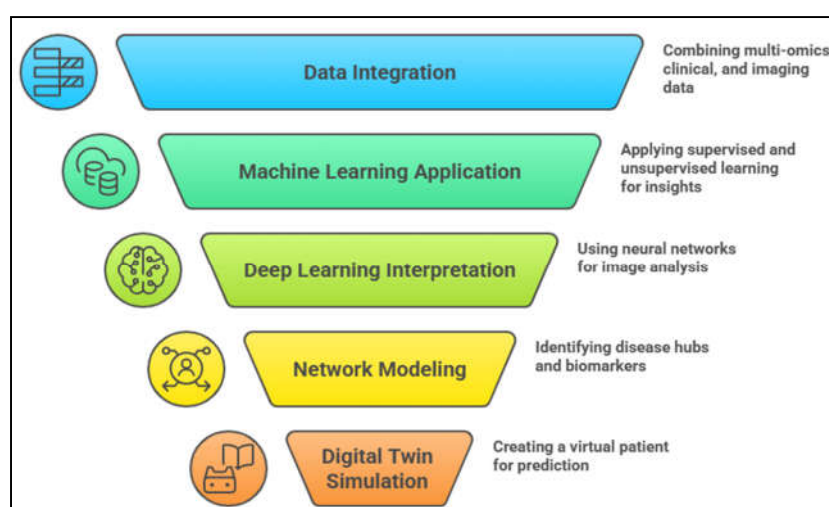 Data Integration
Combining multi-omics
clinical, and imaging
data
Machine Learning Application
Applying supervised and
unsupervised learning
for insights
Deep Learning Interpretation
Using neural networks
for image analysis
Network Modeling
Identifying disease hubs
and biomarkers
Digital Twin
Simulation
Creating a virtual patient
for prediction